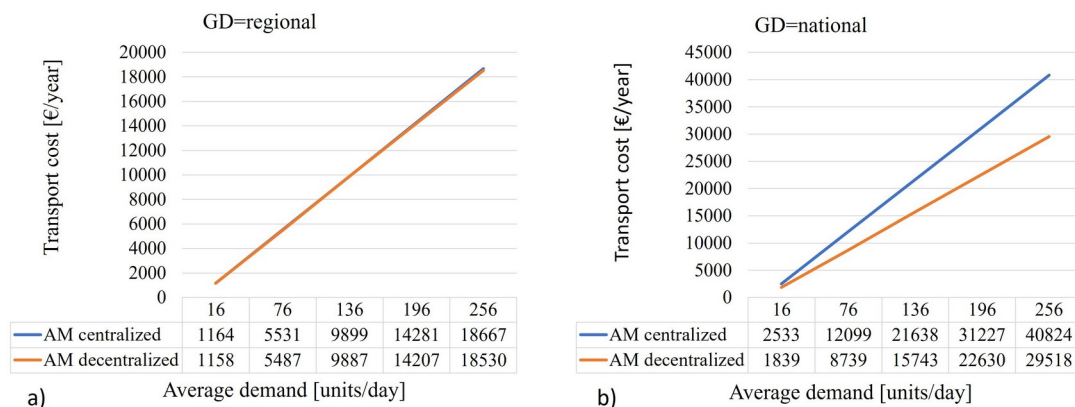 GD=regional
Transport cost [€/year]
20000
18000
16000
14000
12000
10000
8000
6000
4000
2000
0
16 76 136 196 256
AM centralized 1164 5531 9899 14281 18667
AM decentralized 1158 5487 9887 14207 18530
a) Average demand [units/day]
GD=national
Transport cost [€/year]
45000
40000
35000
30000
25000
20000
15000
10000
5000
0
16 76 136 196 256
AM centralized 2533 12099 21638 31227 40824
AM decentralized 1839 8739 15743 22630 29518
b) Average demand [units/day]